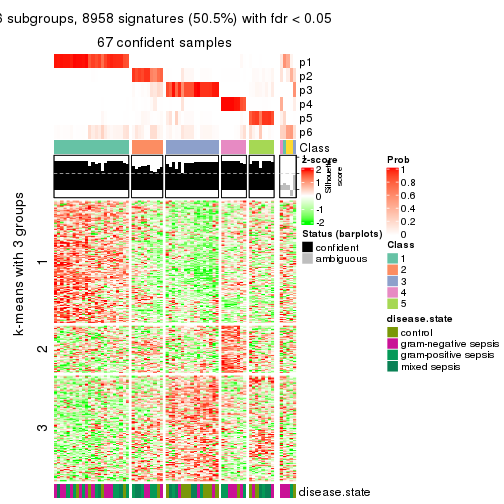 6 subgroups, 8958 signatures (50.5%) with fdr < 0.05
67 confident samples
p1
p2
p3
p4
p5
p6
Class
z-score
2
1
0
-1
-2
Silhouette
score
Prob
1
0.8
0.6
0.4
0.2
0
Status (barplots)
confident
ambiguous
Class
1
2
3
4
5
disease.state
control
gram-negative sepsis
gram-positive sepsis
mixed sepsis
k-means with 3 groups
1
2
3
disease.state